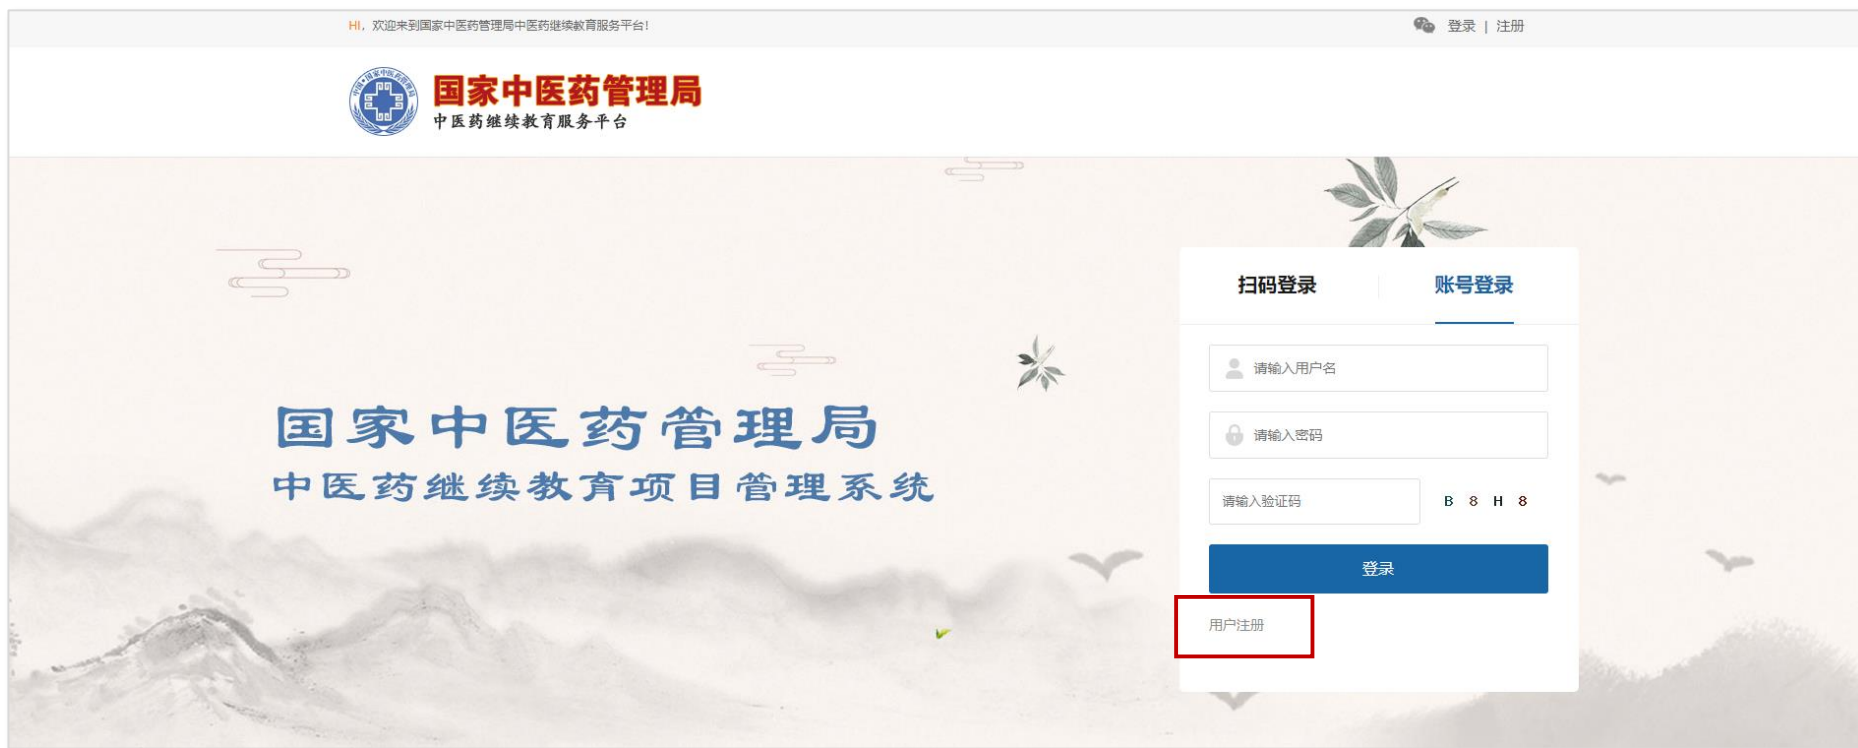 HI，欢迎来到国家中医药管理局中医药继续教育服务平台!
登录 | 注册
国家中医药管理局
中医药继续教育服务平台
扫码登录
账号登录
请输入用户名
请输入密码
国家中医药管理局
中医药继续教育项目管理系统
请输入验证码
B 8 H 8
登录
用户注册